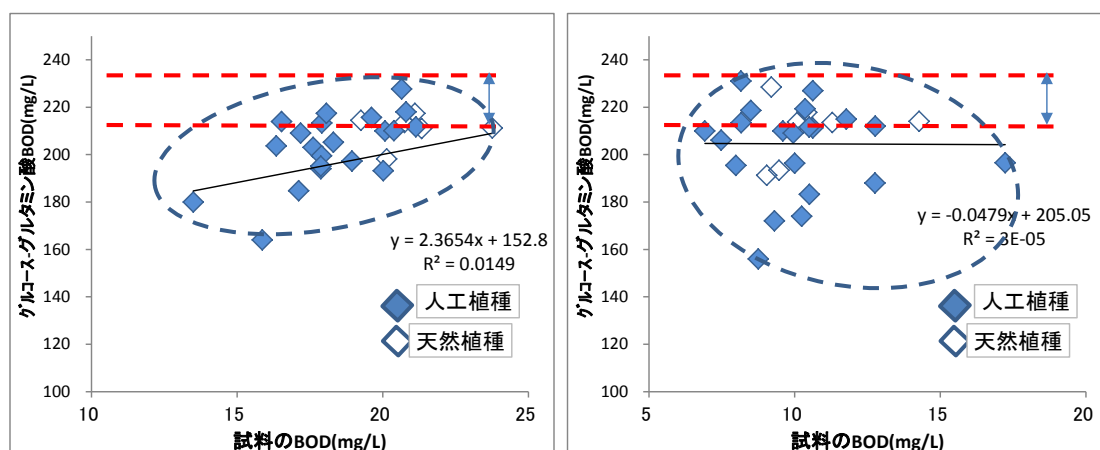 グルコース-グルタミン酸BOD(mg/L)
240
220
200
180
160
140
120
100
y = 2.3654x + 152.8
R² = 0.0149
人工植種
天然植種
10
15
20
25
試料のBOD(mg/L)
グルコース-グルタミン酸BOD(mg/L)
240
220
200
180
160
140
120
100
y = -0.0479x + 205.05
R² = 3E-05
人工植種
天然植種
5
10
15
20
試料のBOD(mg/L)